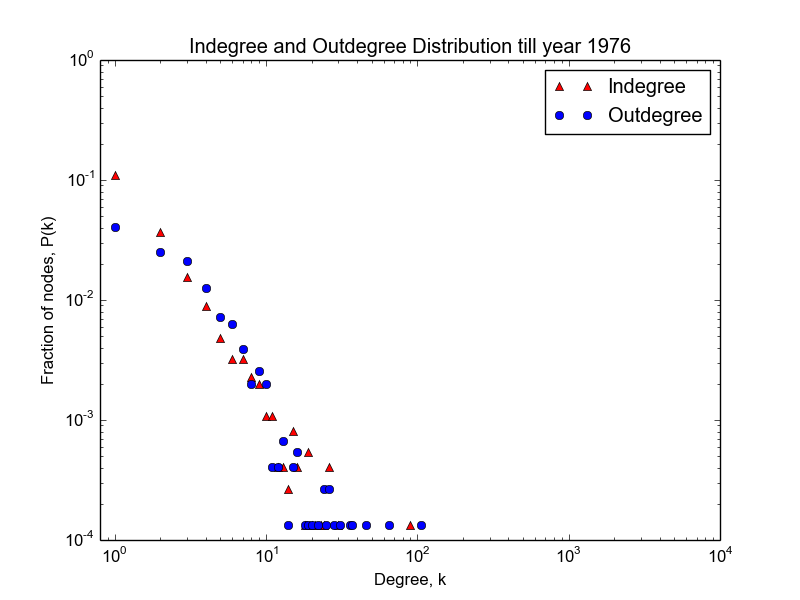 Indegree and Outdegree Distribution till year 1976
Indegree
Outdegree
Fraction of nodes, P(k)
10^0
10^-1
10^-2
10^-3
10^-4
10^0 10^1 10^2 10^3 10^4
Degree, k